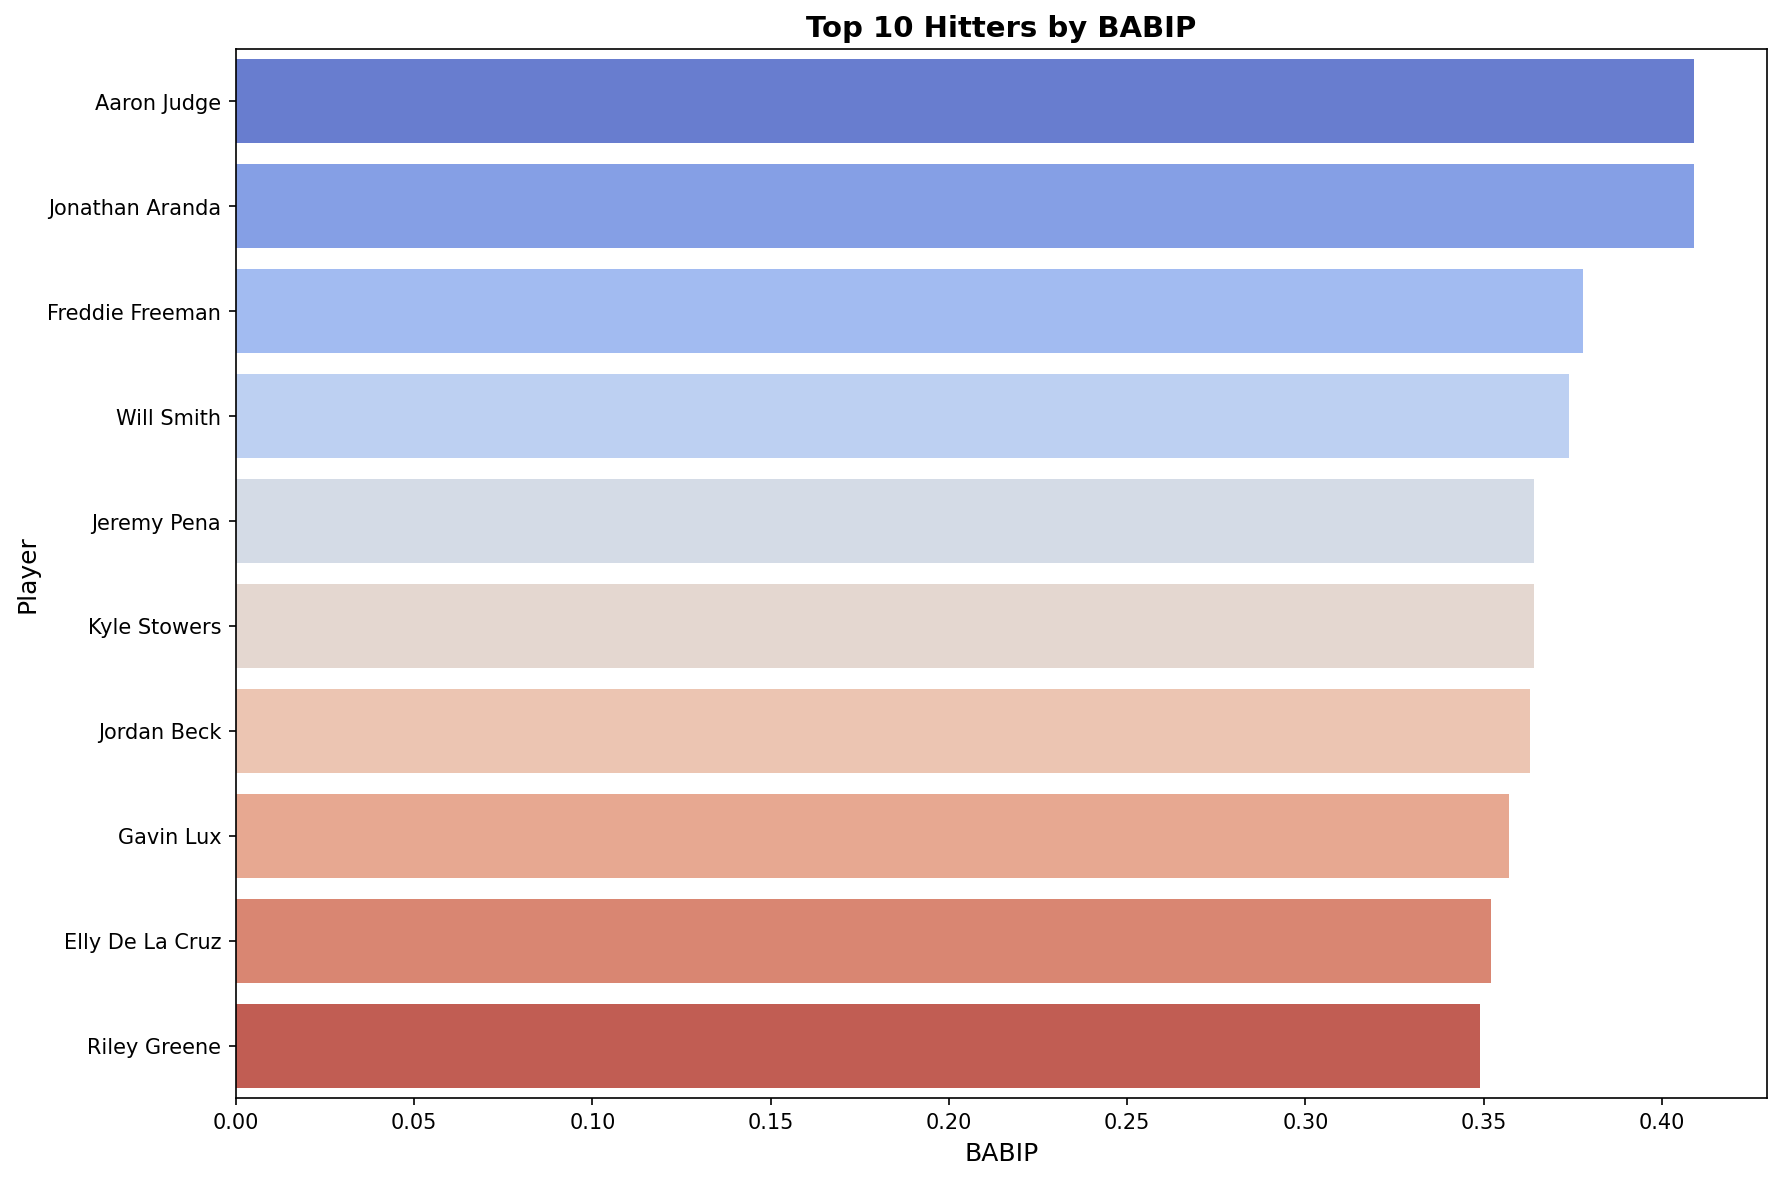 Top 10 Hitters by BABIP
Aaron Judge
Jonathan Aranda
Freddie Freeman
Will Smith
Jeremy Pena
Kyle Stowers
Jordan Beck
Gavin Lux
Elly De La Cruz
Riley Greene
Player
0.00 0.05 0.10 0.15 0.20 0.25 0.30 0.35 0.40
BABIP